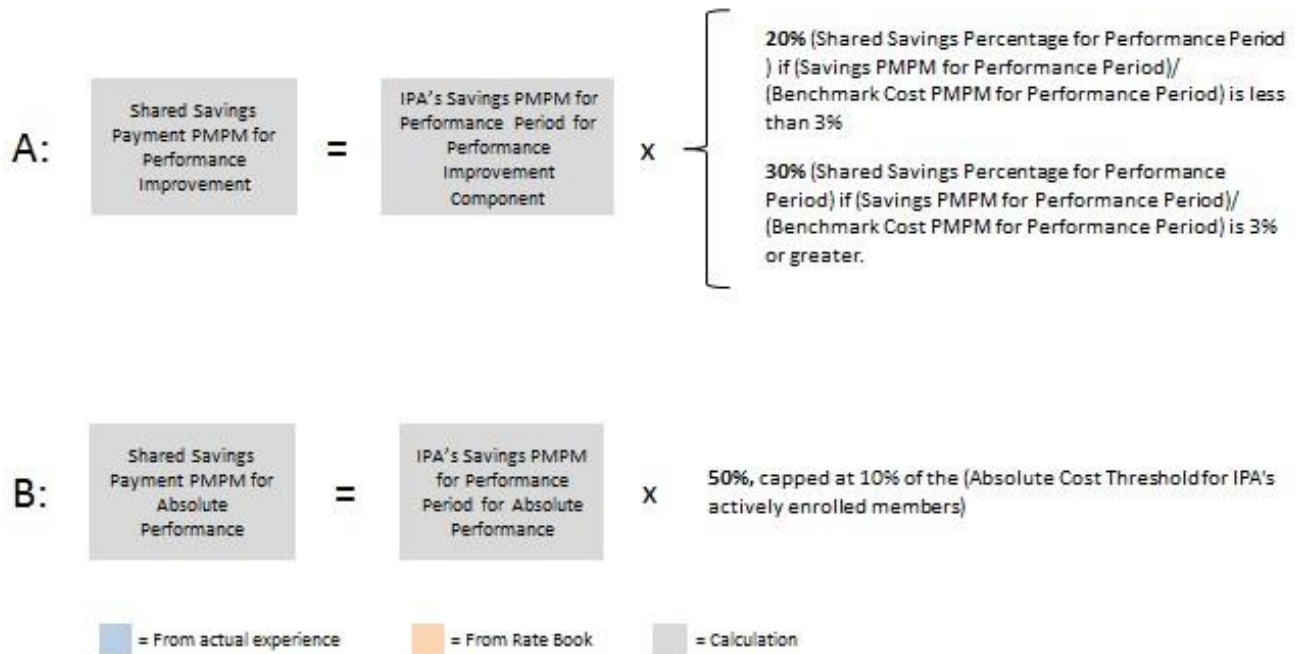 A:
Shared Savings
Payment PMPM for
Performance
Improvement
=
IPA's Savings PMPM for
Performance Period for
Performance
Improvement
Component
x
20% (Shared Savings Percentage for Performance Period
) if (Savings PMPM for Performance Period)/
(Benchmark Cost PMPM for Performance Period) is less
than 3%
30% (Shared Savings Percentage for Performance
Period) if (Savings PMPM for Performance Period)/
(Benchmark Cost PMPM for Performance Period) is 3%
or greater.
B:
Shared Savings
Payment PMPM for
Absolute
Performance
=
IPA's Savings PMPM
for Performance
Period for Absolute
Performance
x
50%, capped at 10% of the (Absolute Cost Threshold for IPA's
actively enrolled members)
= From actual experience
= From Rate Book
= Calculation